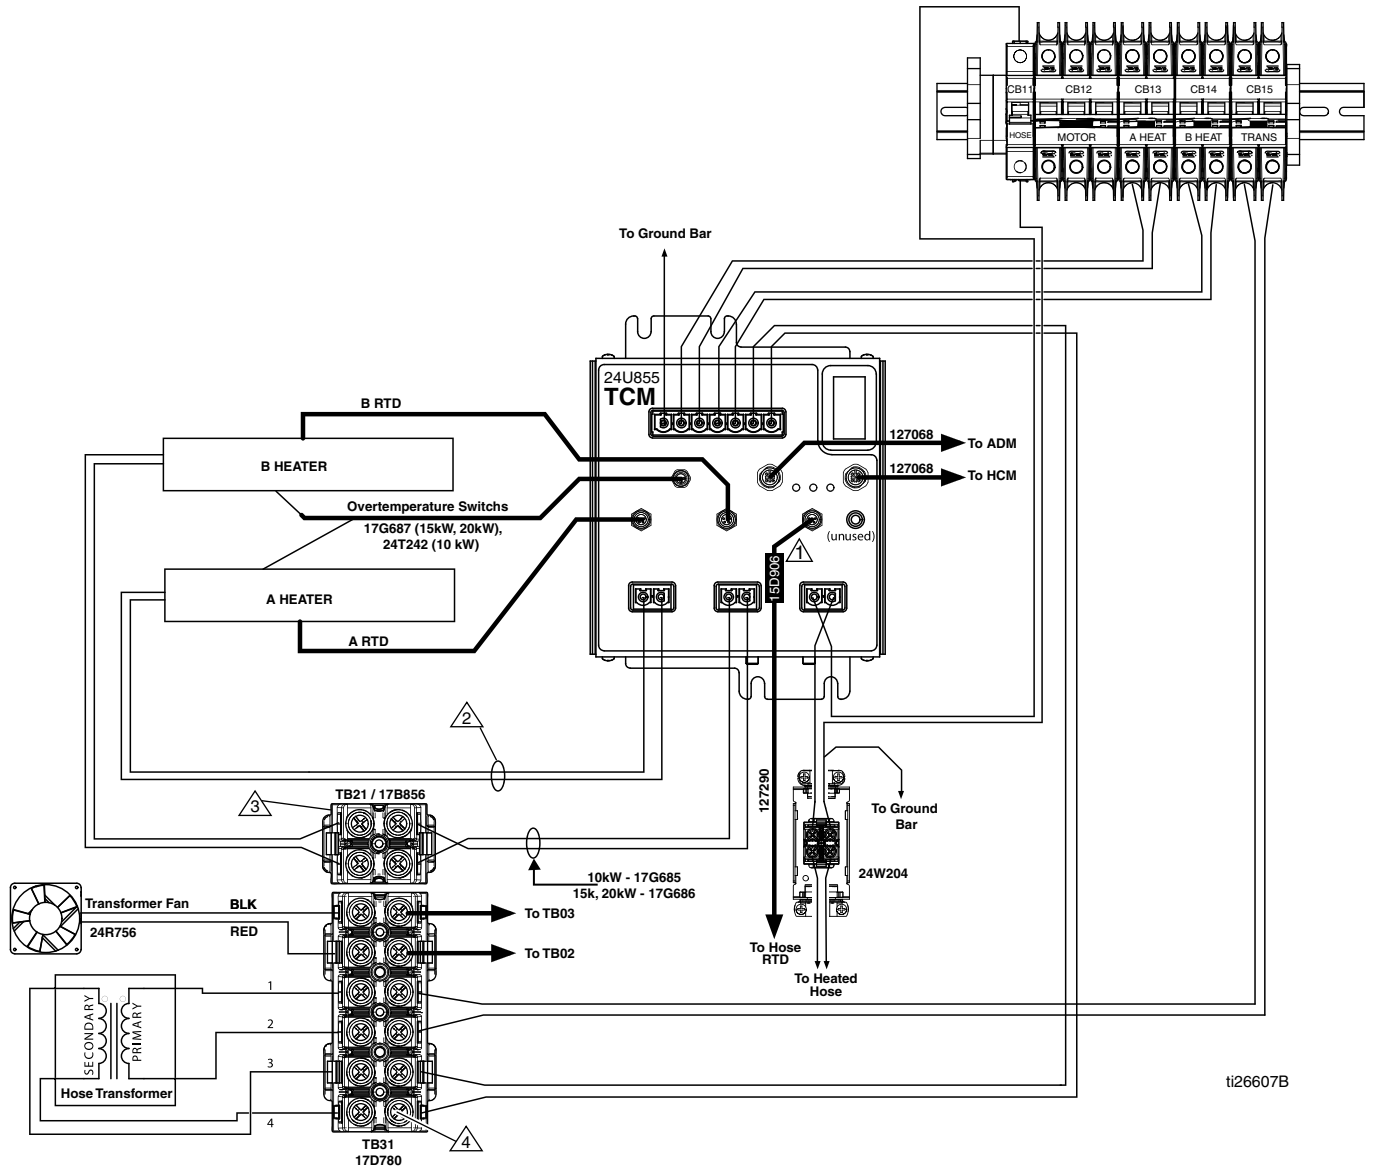 CB11 CB12 CB13 CB14 CB15
HOSE MOTOR A HEAT B HEAT TRANS
To Ground Bar
24U855
TCM
B RTD
127068
To ADM
127068
To HCM
B HEATER
Overtemperature Switchs
17G687 (15kW, 20kW),
24T242 (10 kW)
(unused)
1
15D906
A HEATER
A RTD
2
127290
3
TB21 / 17B856
To Ground
Bar
24W204
10kW - 17G685
15k, 20kW - 17G686
Transformer Fan
24R756
BLK
RED
To TB03
To TB02
To Hose
RTD
To Heated
Hose
1
2
3
4
SECONDARY
PRIMARY
Hose Transformer
4
TB31
17D780
ti26607B